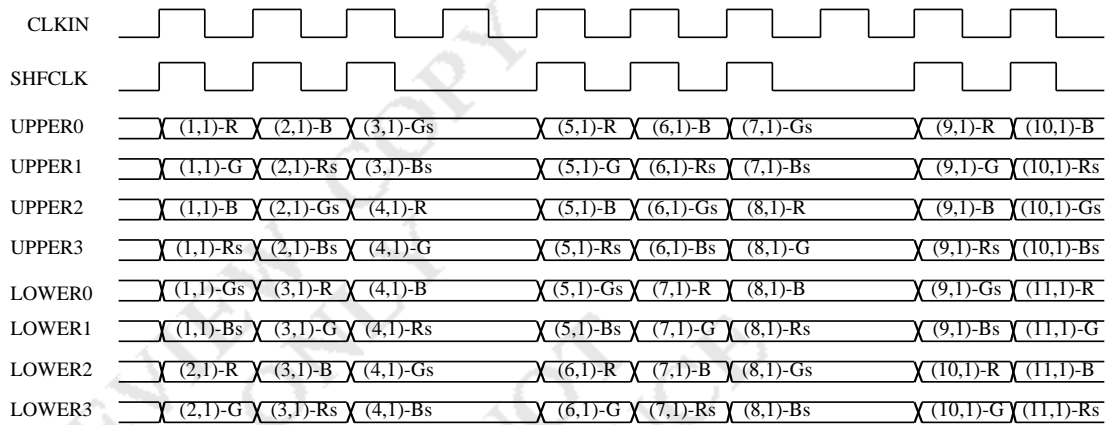 CLKIN
SHFCLK
UPPER0 (1,1)-R (2,1)-B (3,1)-Gs (5,1)-R (6,1)-B (7,1)-Gs (9,1)-R (10,1)-B
UPPER1 (1,1)-G (2,1)-Rs (3,1)-Bs (5,1)-G (6,1)-Rs (7,1)-Bs (9,1)-G (10,1)-Rs
UPPER2 (1,1)-B (2,1)-Gs (4,1)-R (5,1)-B (6,1)-Gs (8,1)-R (9,1)-B (10,1)-Gs
UPPER3 (1,1)-Rs (2,1)-Bs (4,1)-G (5,1)-Rs (6,1)-Bs (8,1)-G (9,1)-Rs (10,1)-Bs
LOWER0 (1,1)-Gs (3,1)-R (4,1)-B (5,1)-Gs (7,1)-R (8,1)-B (9,1)-Gs (11,1)-R
LOWER1 (1,1)-Bs (3,1)-G (4,1)-Rs (5,1)-Bs (7,1)-G (8,1)-Rs (9,1)-Bs (11,1)-G
LOWER2 (2,1)-R (3,1)-B (4,1)-Gs (6,1)-R (7,1)-B (8,1)-Gs (10,1)-R (11,1)-B
LOWER3 (2,1)-G (3,1)-Rs (4,1)-Bs (6,1)-G (7,1)-Rs (8,1)-Bs (10,1)-G (11,1)-Rs
COPY
ONLY
NOT